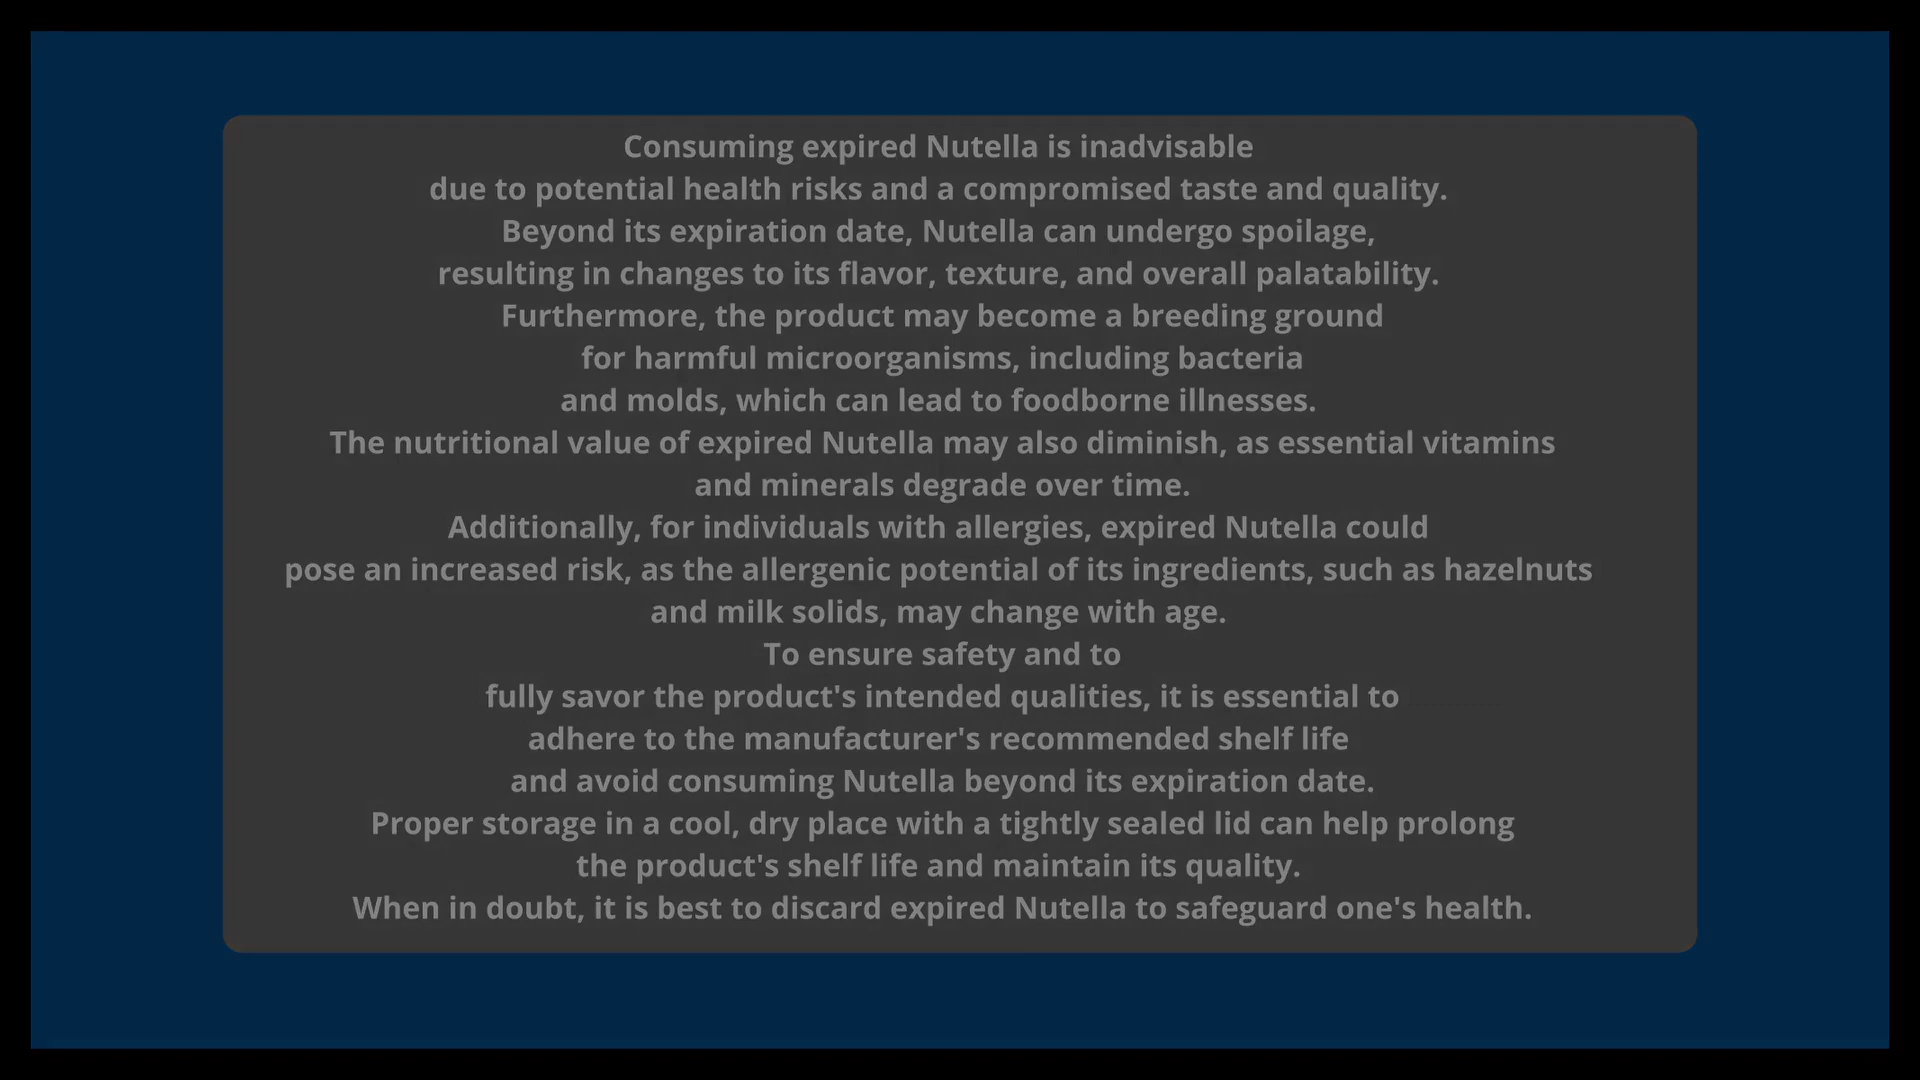 Consuming expired Nutella is inadvisable
due to potential health risks and a compromised taste and quality.
Beyond its expiration date, Nutella can undergo spoilage,
resulting in changes to its flavor, texture, and overall palatability.
Furthermore, the product may become a breeding ground
for harmful microorganisms, including bacteria
and molds, which can lead to foodborne illnesses.
The nutritional value of expired Nutella may also diminish, as essential vitamins
and minerals degrade over time.
Additionally, for individuals with allergies, expired Nutella could
pose an increased risk, as the allergenic potential of its ingredients, such as hazelnuts
and milk solids, may change with age.
To ensure safety and to
fully savor the product's intended qualities, it is essential to
adhere to the manufacturer's recommended shelf life
and avoid consuming Nutella beyond its expiration date.
Proper storage in a cool, dry place with a tightly sealed lid can help prolong
the product's shelf life and maintain its quality.
When in doubt, it is best to discard expired Nutella to safeguard one's health.